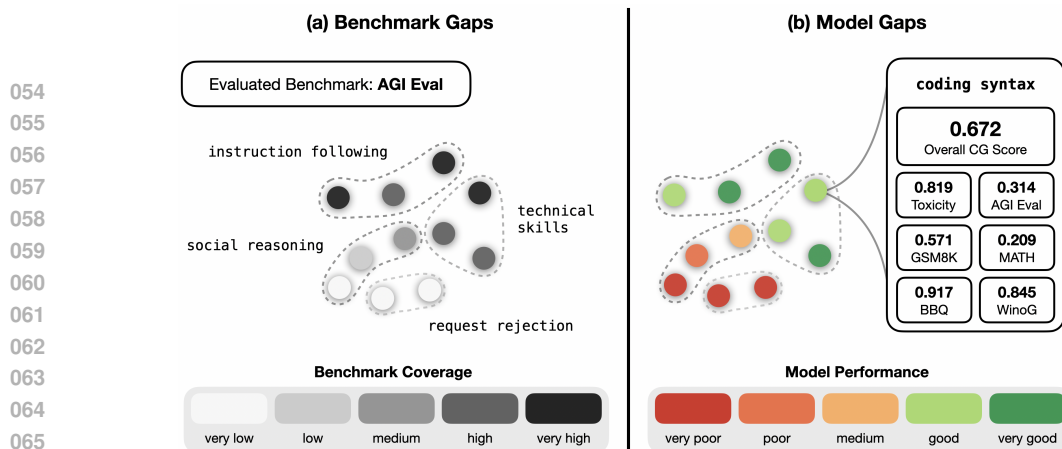 054
055
056
057
058
059
060
061
062
063
064
065
(a) Benchmark Gaps
Evaluated Benchmark: AGI Eval
instruction following
technical
skills
social reasoning
request rejection
Benchmark Coverage
very low
low
medium
high
very high
(b) Model Gaps
coding syntax
0.672
Overall CG Score
0.819
Toxicity
0.314
AGI Eval
0.571
GSM8K
0.209
MATH
0.917
BBQ
0.845
WinoG
Model Performance
very poor
poor
medium
good
very good